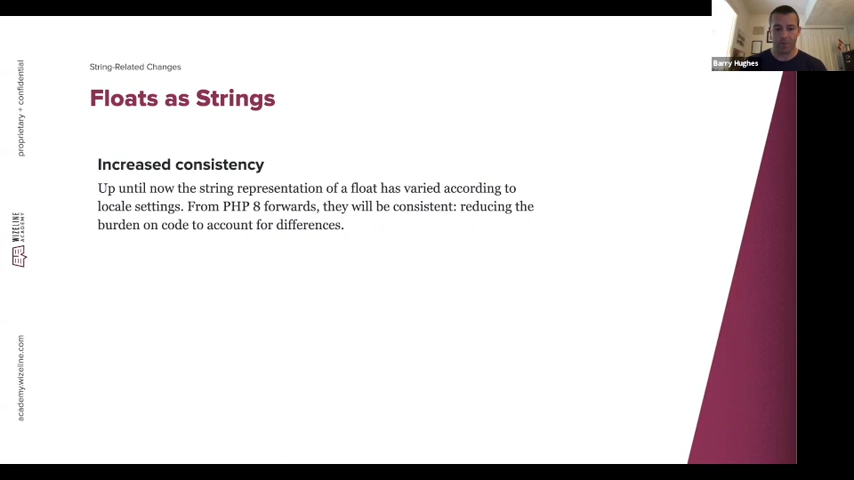 String-Related Changes
Floats as Strings
Increased consistency
Up until now the string representation of a float has varied according to
locale settings. From PHP 8 forwards, they will be consistent: reducing the
burden on code to account for differences.
proprietary + confidential
WIZELINE
ACADEMY
academy.wizeline.com
Barry Hughes